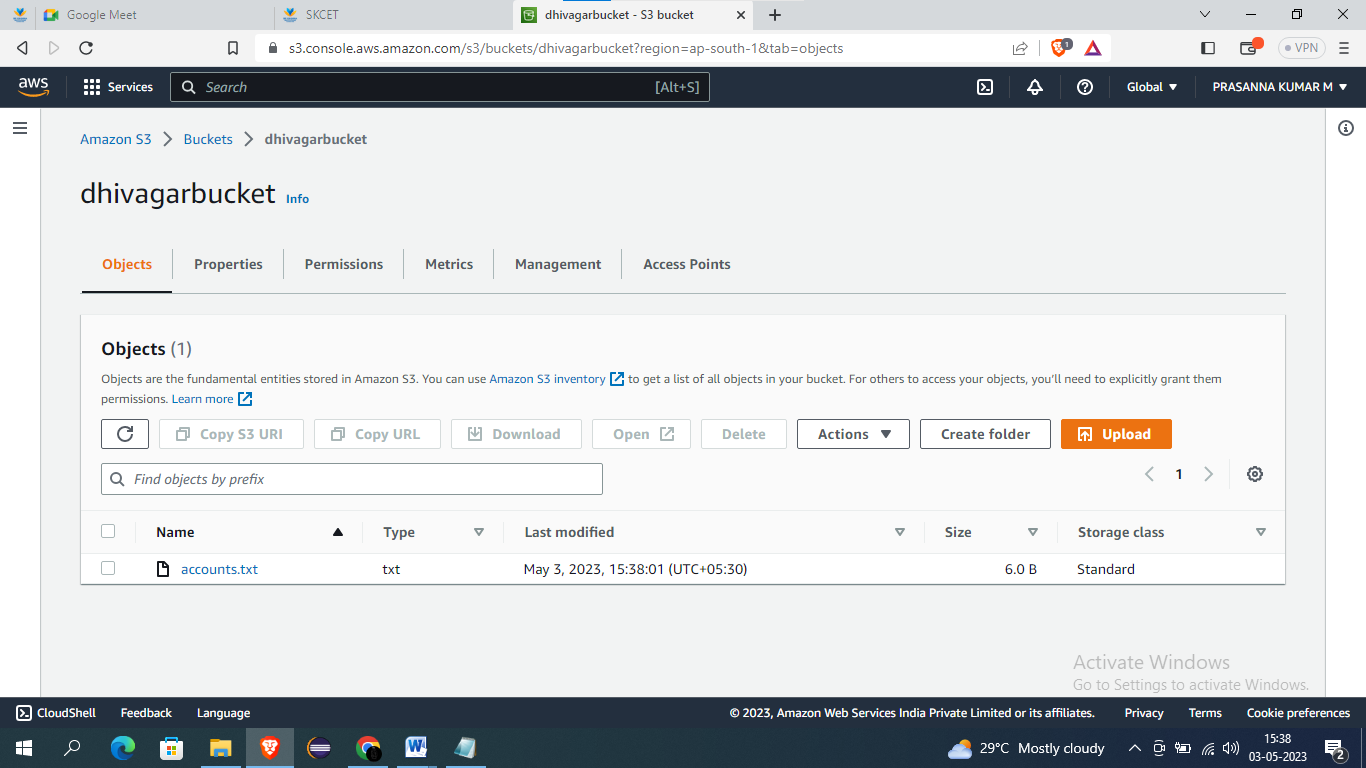 Google Meet
SKCET
dhivagarbucket - S3 bucket
s3.console.aws.amazon.com/s3/buckets/dhivagarbucket?region=ap-south-1&tab=objects
1
VPN
aws
Services
Search
[Alt+S]
Global
PRASANNA KUMAR M
Amazon S3
Buckets
dhivagarbucket
dhivagarbucket Info
Objects
Properties
Permissions
Metrics
Management
Access Points
Objects (1)
Objects are the fundamental entities stored in Amazon S3. You can use Amazon S3 inventory to get a list of all objects in your bucket. For others to access your objects, you'll need to explicitly grant them
permissions. Learn more
Copy S3 URI
Copy URL
Download
Open
Delete
Actions
Create folder
Upload
Find objects by prefix
1
Name
Type
Last modified
Size
Storage class
accounts.txt
txt
May 3, 2023, 15:38:01 (UTC+05:30)
6.0 B
Standard
Activate Windows
Go to Settings to activate Windows.
CloudShell
Feedback
Language
© 2023, Amazon Web Services India Private Limited or its affiliates.
Privacy
Terms
Cookie preferences
29°C Mostly cloudy
15:38
03-05-2023
2